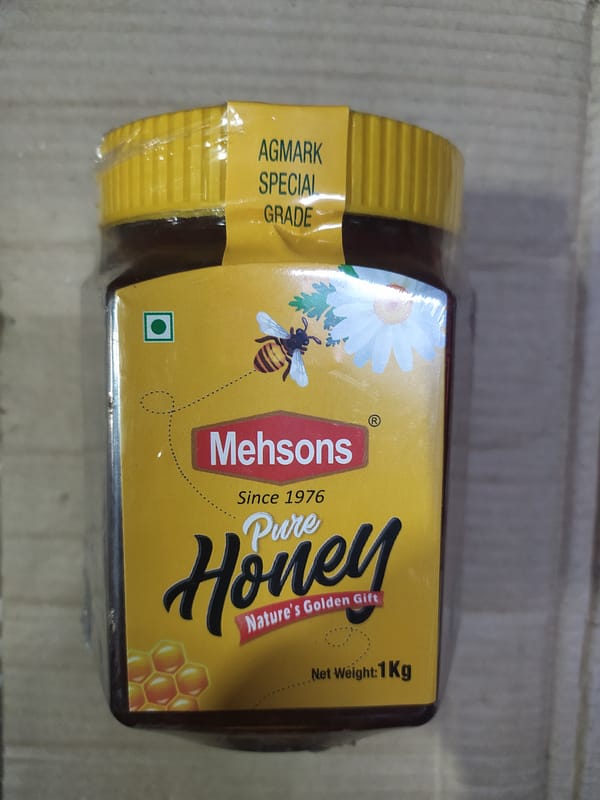 AGMARK
SPECIAL
GRADE
Mehsons®
Since 1976
Pure
Honey
Nature's Golden Gift
Net Weight:1Kg